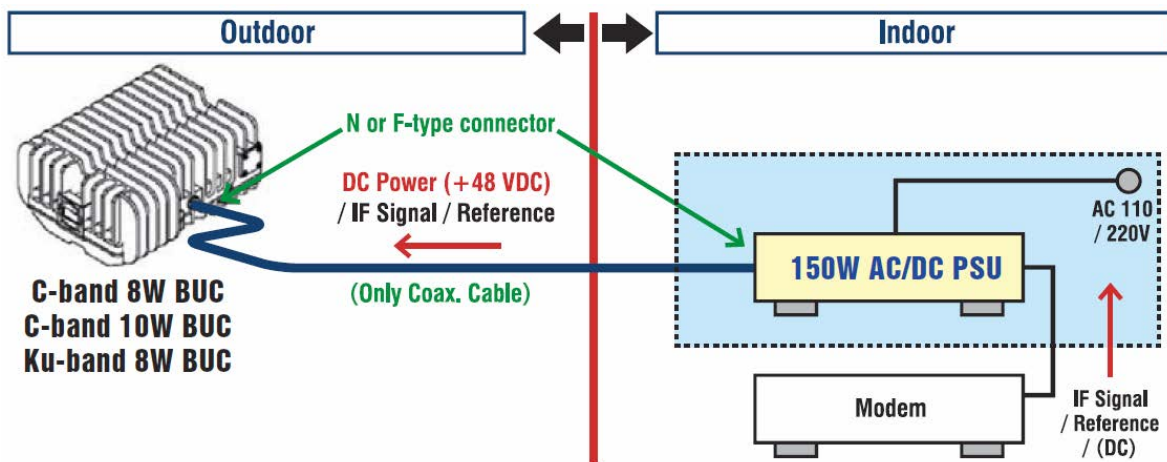 Outdoor
Indoor
N or F-type connector
DC Power (+48 VDC)
/ IF Signal / Reference
(Only Coax. Cable)
C-band 8W BUC
C-band 10W BUC
Ku-band 8W BUC
AC 110
/ 220V
150W AC/DC PSU
Modem
IF Signal
/ Reference
/ (DC)